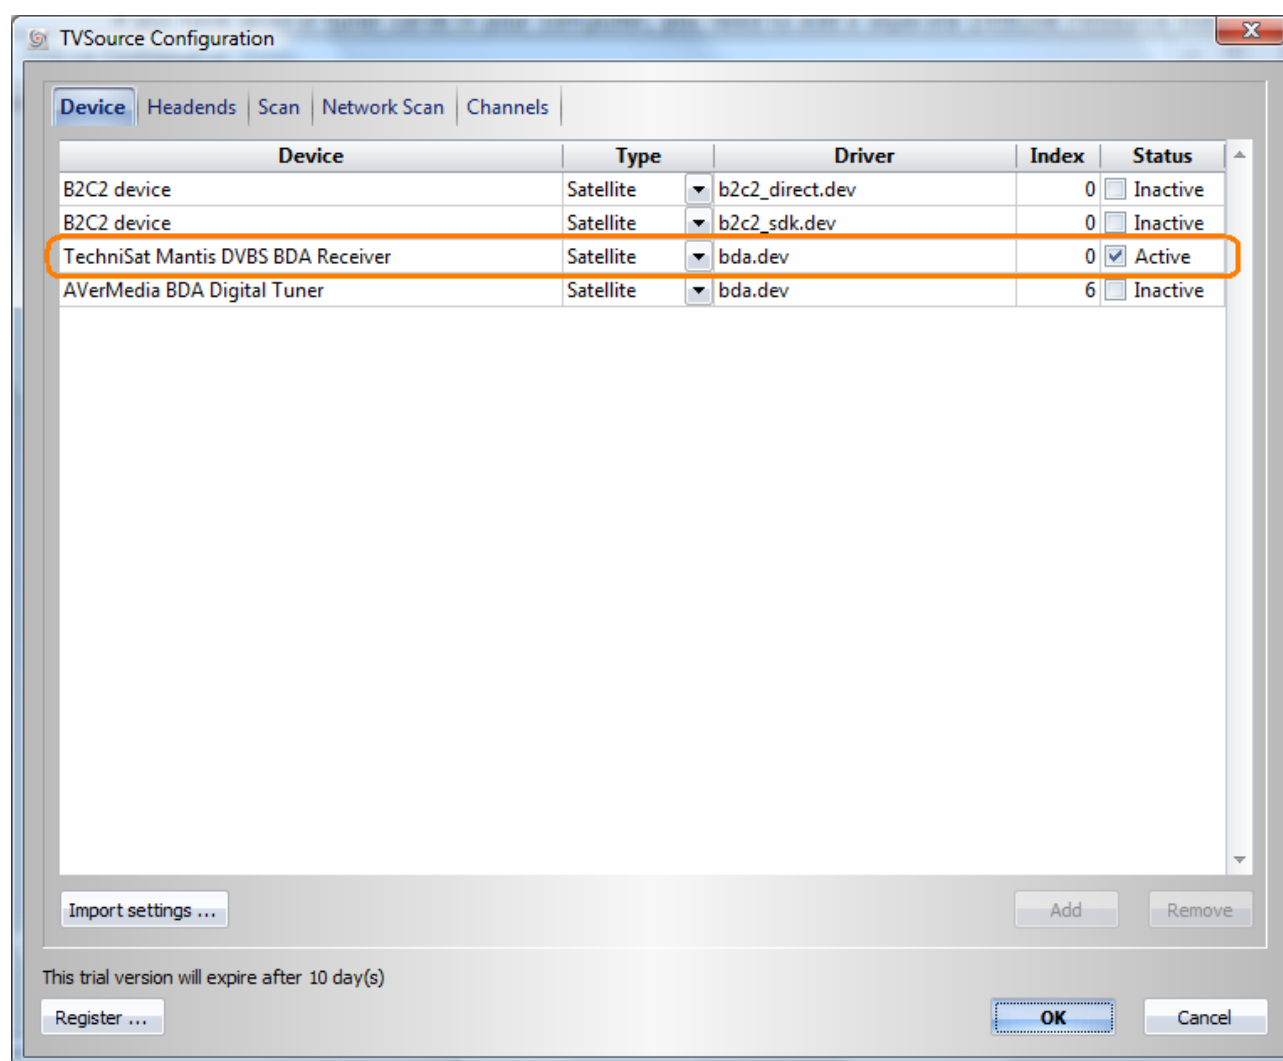 TVSource Configuration
Device Headends Scan Network Scan Channels
Device Type Driver Index Status
B2C2 device Satellite b2c2_direct.dev 0 Inactive
B2C2 device Satellite b2c2_sdk.dev 0 Inactive
TechniSat Mantis DVBS BDA Receiver Satellite bda.dev 0 Active
AVerMedia BDA Digital Tuner Satellite bda.dev 6 Inactive
Import settings ... Add Remove
This trial version will expire after 10 day(s)
Register ... OK Cancel